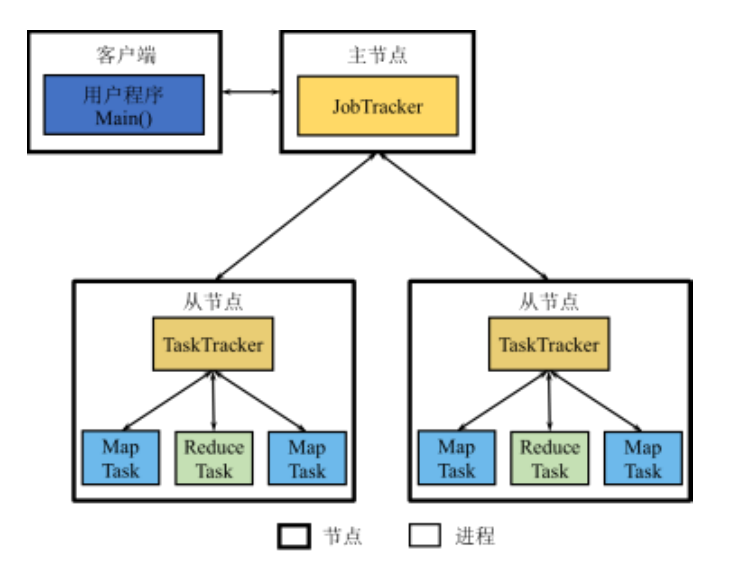 客户端
用户程序
Main()
主节点
JobTracker
从节点
TaskTracker
Map
Task
Reduce
Task
Map
Task
从节点
TaskTracker
Map
Task
Reduce
Task
Map
Task
节点
进程